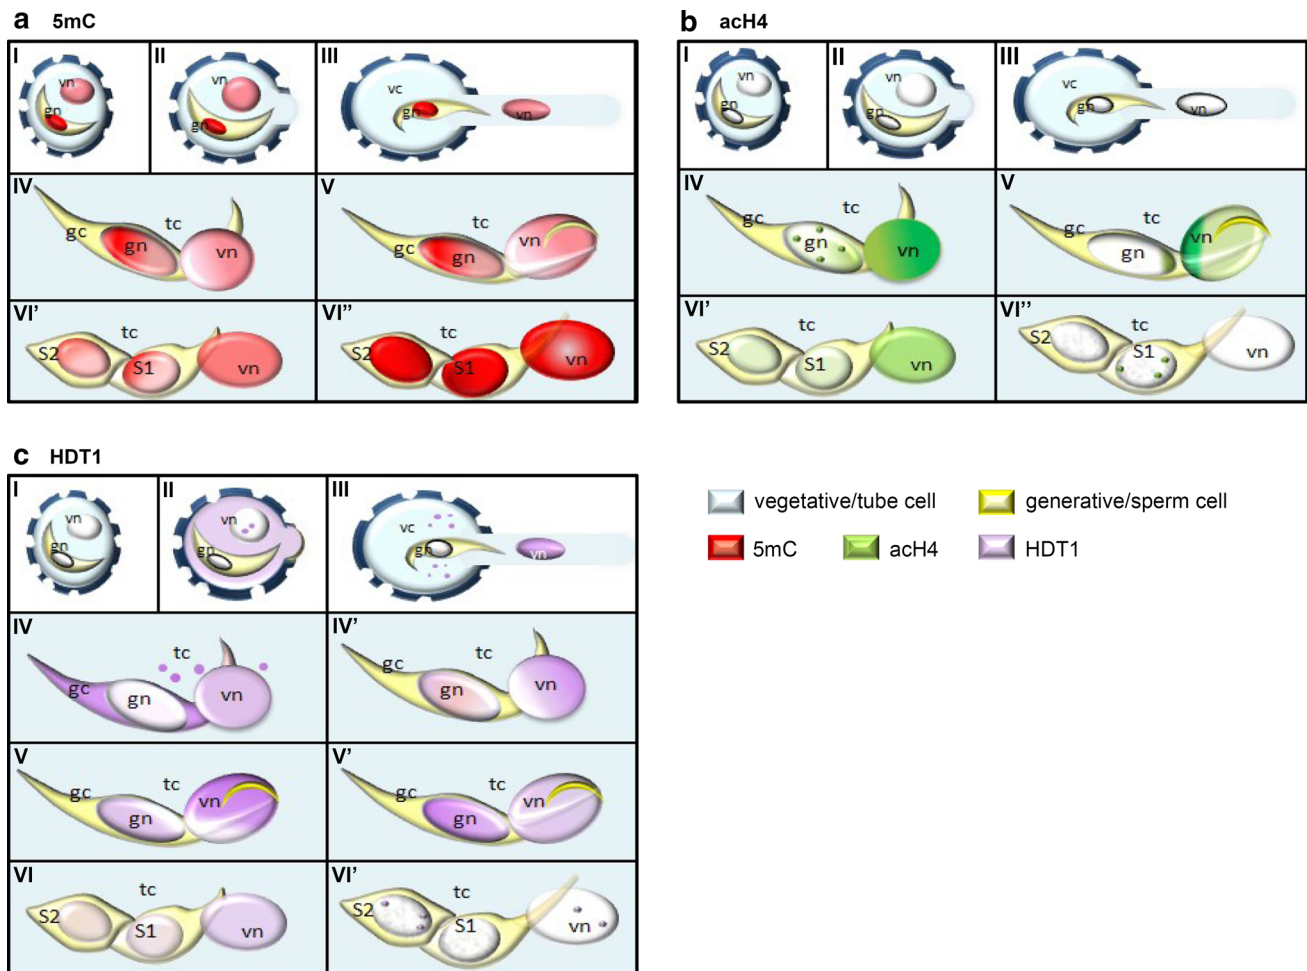 a 5mC
I
vn
gn
II
vn
gn
III
vc
gn
vn
IV
gc
tc
gn
vn
V
gc
tc
gn
vn
VI’
S2
tc
S1
vn
VI’’
S2
tc
S1
vn
b acH4
I
vn
gn
II
vn
gn
III
vc
gn
vn
IV
gc
tc
gn
vn
V
gc
tc
gn
vn
VI’
S2
tc
S1
vn
VI’’
S2
tc
S1
vn
c HDT1
I
vn
gn
II
vn
gn
III
vc
gn
vn
IV
gc
tc
gn
vn
IV’
gc
tc
gn
vn
V
gc
tc
gn
vn
V’
gc
tc
gn
vn
VI
S2
tc
S1
vn
VI’
S2
tc
S1
vn
vegetative/tube cell
generative/sperm cell
5mC
acH4
HDT1